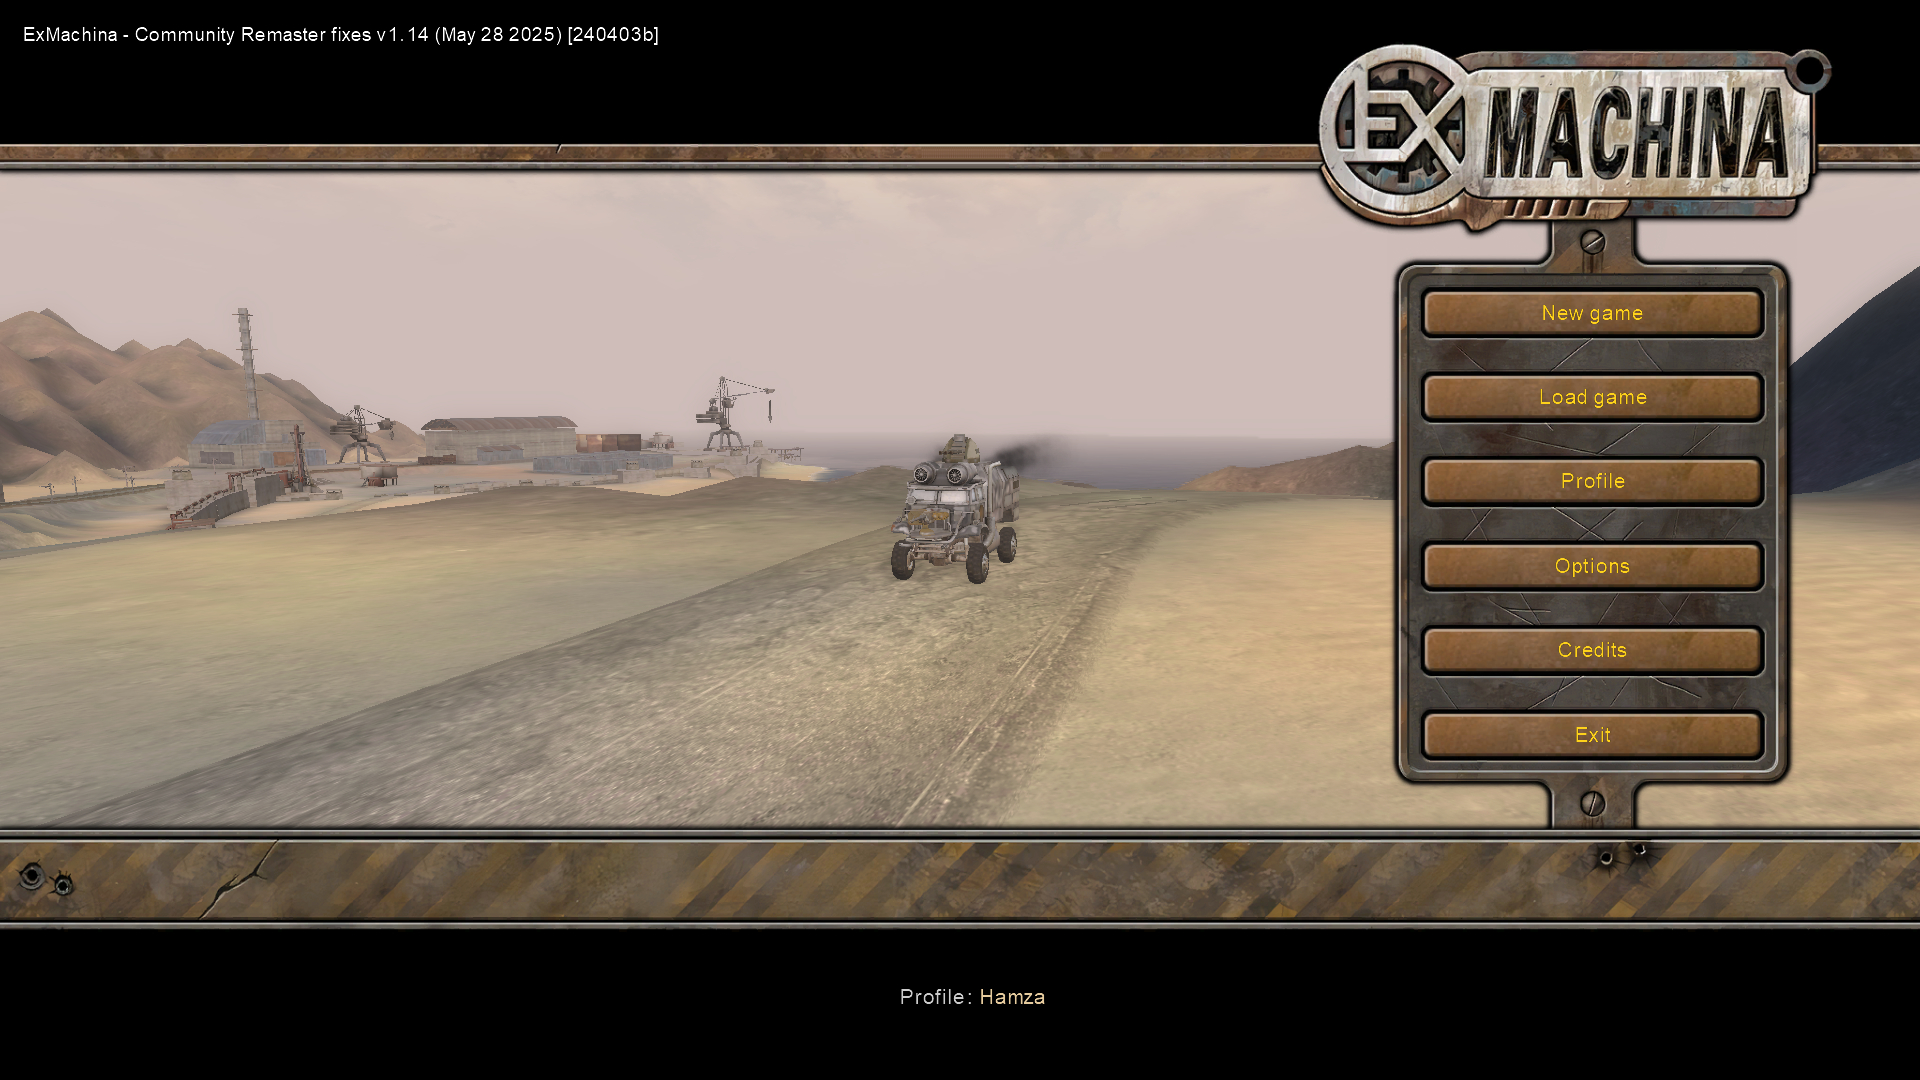 ExMachina - Community Remaster fixes v1.14 (May 28 2025) [240403b]
EX MACHINA
New game
Load game
Profile
Options
Credits
Exit
Profile: Hamza